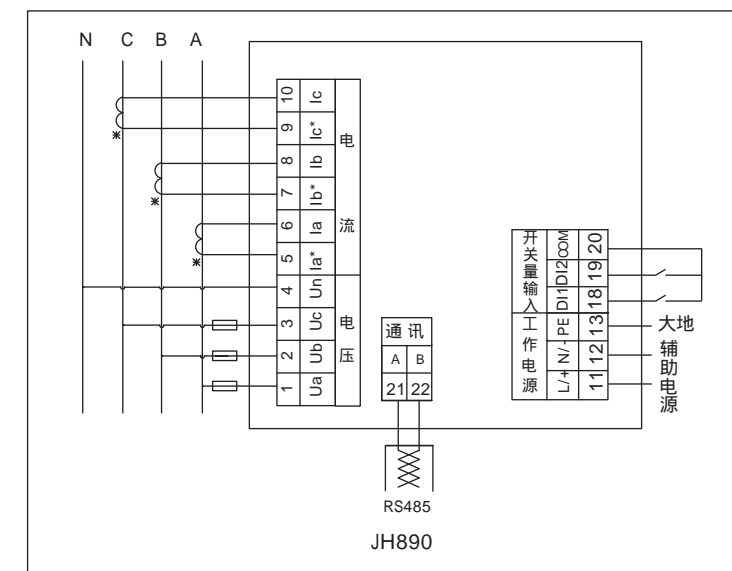 N C B A
10 Ic
9 Ic*
8 Ib
7 Ib*
6 Ia
5 Ia*
电流
4 Un
3 Uc
2 Ub
1 Ua
电压
通讯
A B
21 22
RS485
开关量输入
COM 20
DI2 19
DI1 18
工作电源
PE 13
N/- 12
L/+ 11
大地
辅助电源
JH890